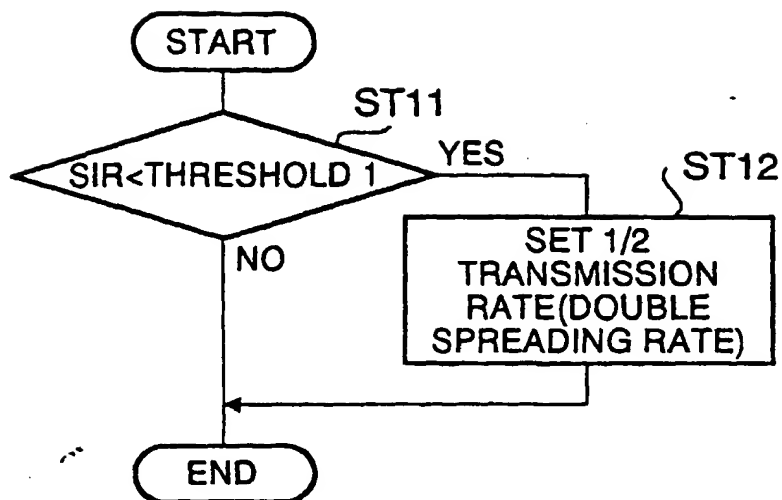 START
ST11
SIR<THRESHOLD 1
YES
ST12
SET 1/2
TRANSMISSION
RATE(DOUBLE
SPREADING RATE)
NO
END